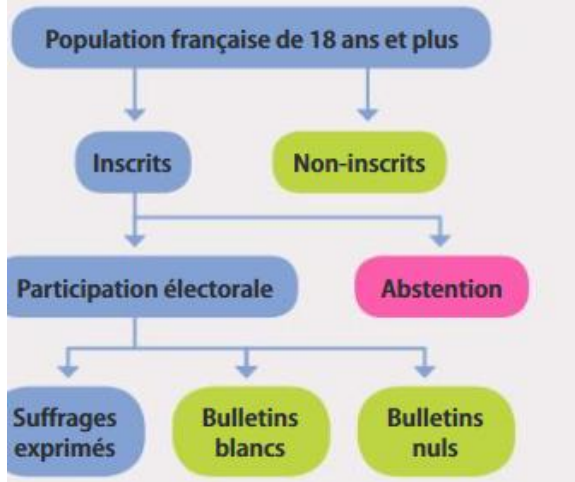 Population française de 18 ans et plus
Inscrits
Non-inscrits
Participation électorale
Abstention
Suffrages
exprimés
Bulletins
blancs
Bulletins
nuls